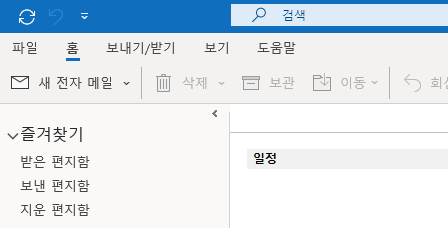 검색
파일 홈 보내기/받기 보기 도움말
새 전자 메일 삭제 보관 이동
즐겨찾기
받은 편지함
보낸 편지함
지운 편지함
일정